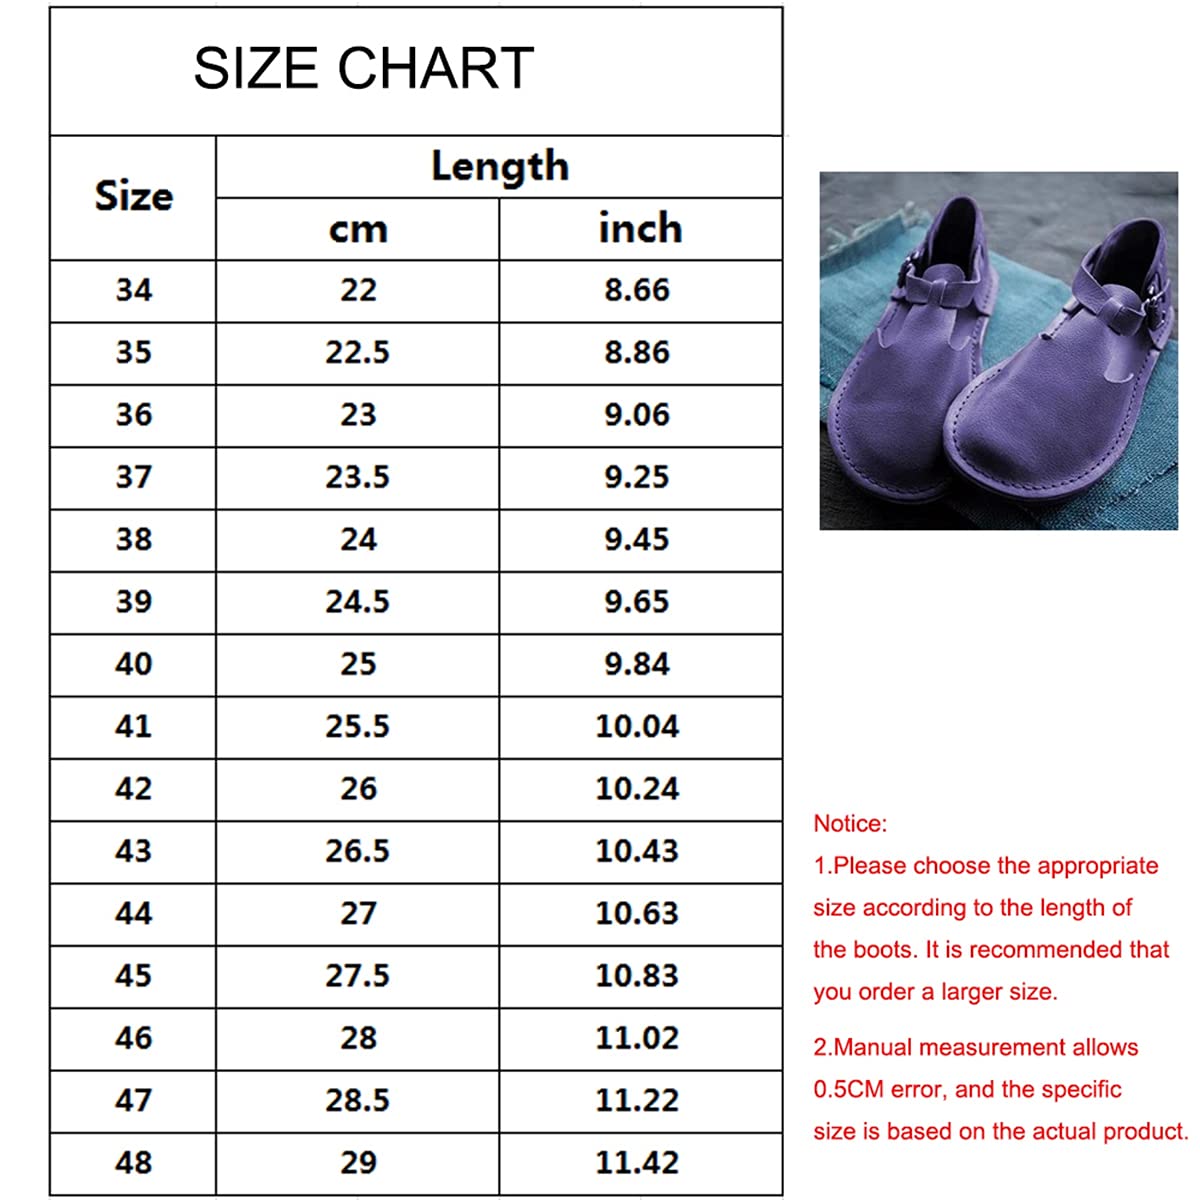 SIZE CHART
Size Length
cm inch
34 22 8.66
35 22.5 8.86
36 23 9.06
37 23.5 9.25
38 24 9.45
39 24.5 9.65
40 25 9.84
41 25.5 10.04
42 26 10.24
43 26.5 10.43
44 27 10.63
45 27.5 10.83
46 28 11.02
47 28.5 11.22
48 29 11.42
Notice:
1.Please choose the appropriate
size according to the length of
the boots. It is recommended that
you order a larger size.
2.Manual measurement allows
0.5CM error, and the specific
size is based on the actual product.